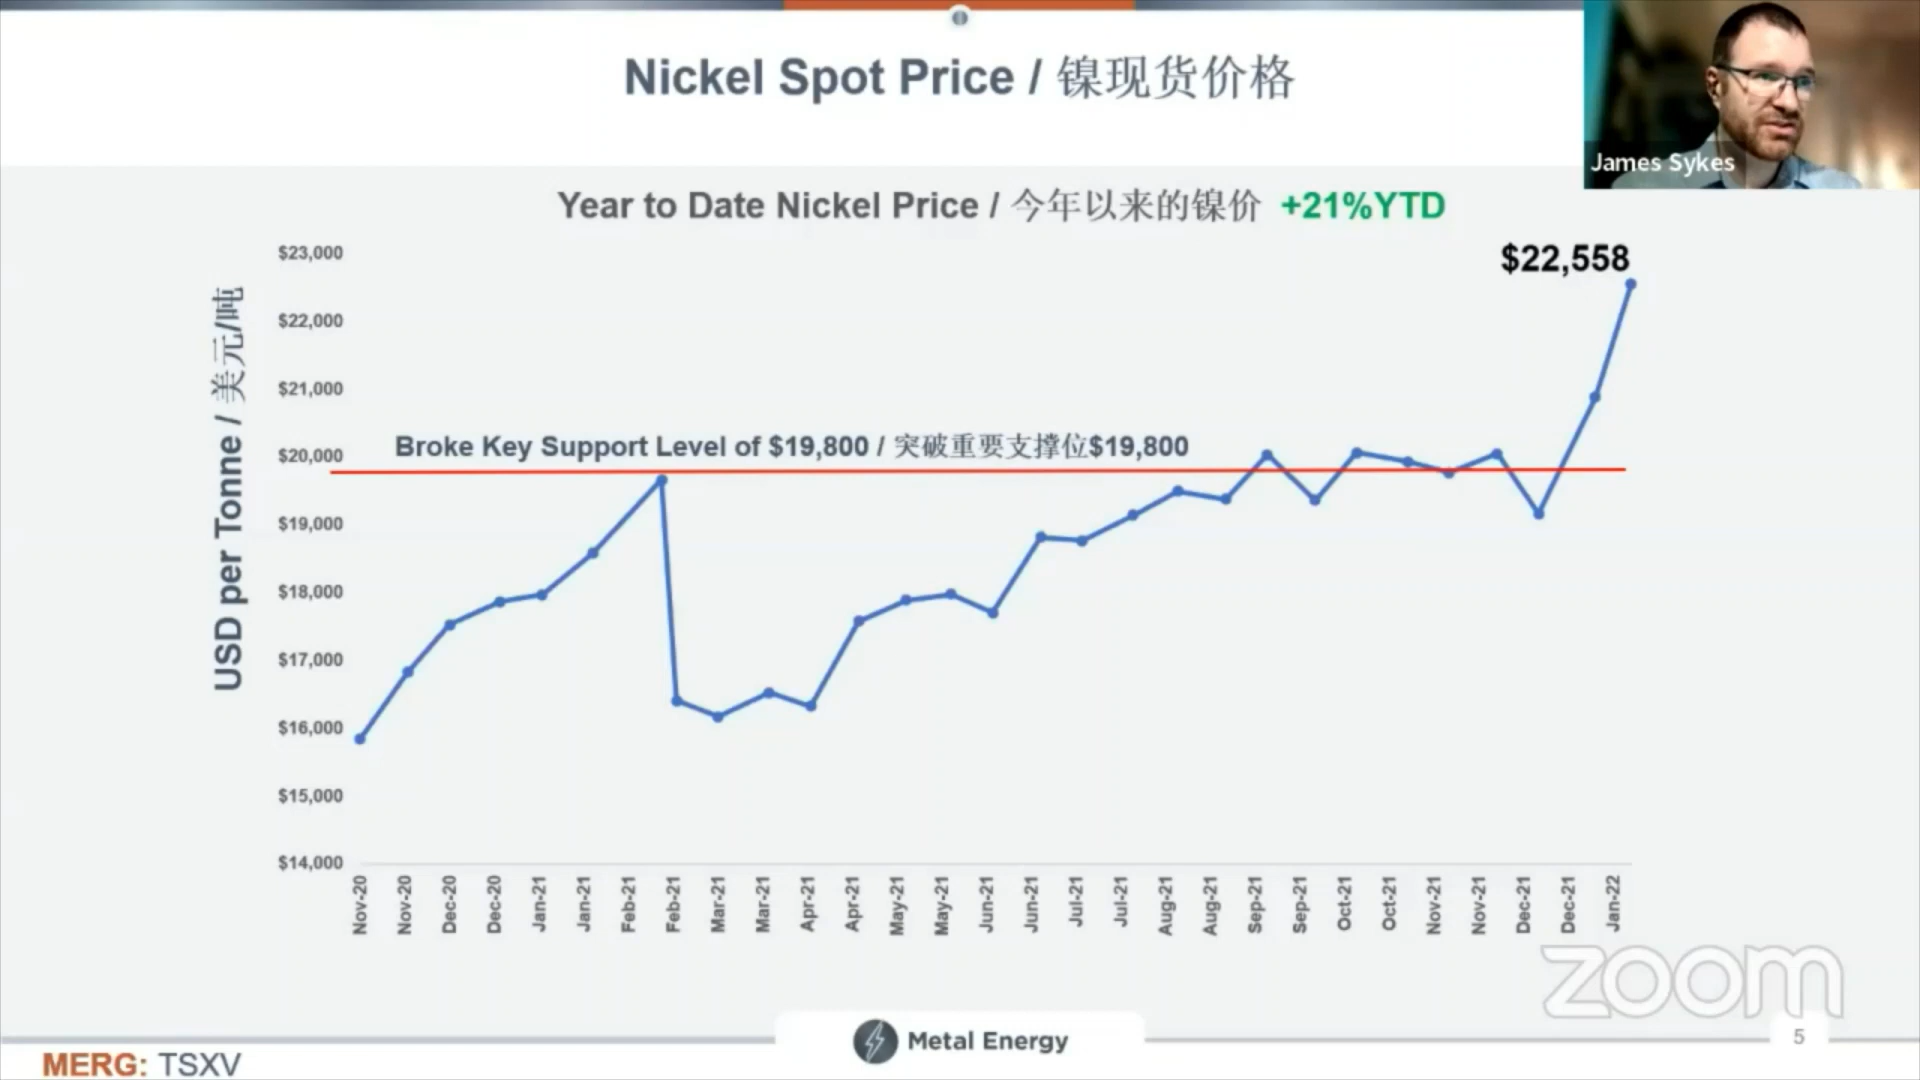 Nickel Spot Price / 镍现货价格
James Sykes
Year to Date Nickel Price / 今年以来的镍价 +21%YTD
$22,558
USD per Tonne / 美元/吨
$23,000
$22,000
$21,000
$20,000
$19,000
$18,000
$17,000
$16,000
$15,000
$14,000
Broke Key Support Level of $19,800 / 突破重要支撑位$19,800
Nov-20
Nov-20
Dec-20
Dec-20
Jan-21
Jan-21
Feb-21
Feb-21
Mar-21
Mar-21
Apr-21
Apr-21
May-21
May-21
Jun-21
Jun-21
Jul-21
Jul-21
Aug-21
Aug-21
Sep-21
Sep-21
Oct-21
Oct-21
Nov-21
Nov-21
Dec-21
Dec-21
Jan-22
zoom
MERG: TSXV
Metal Energy
5